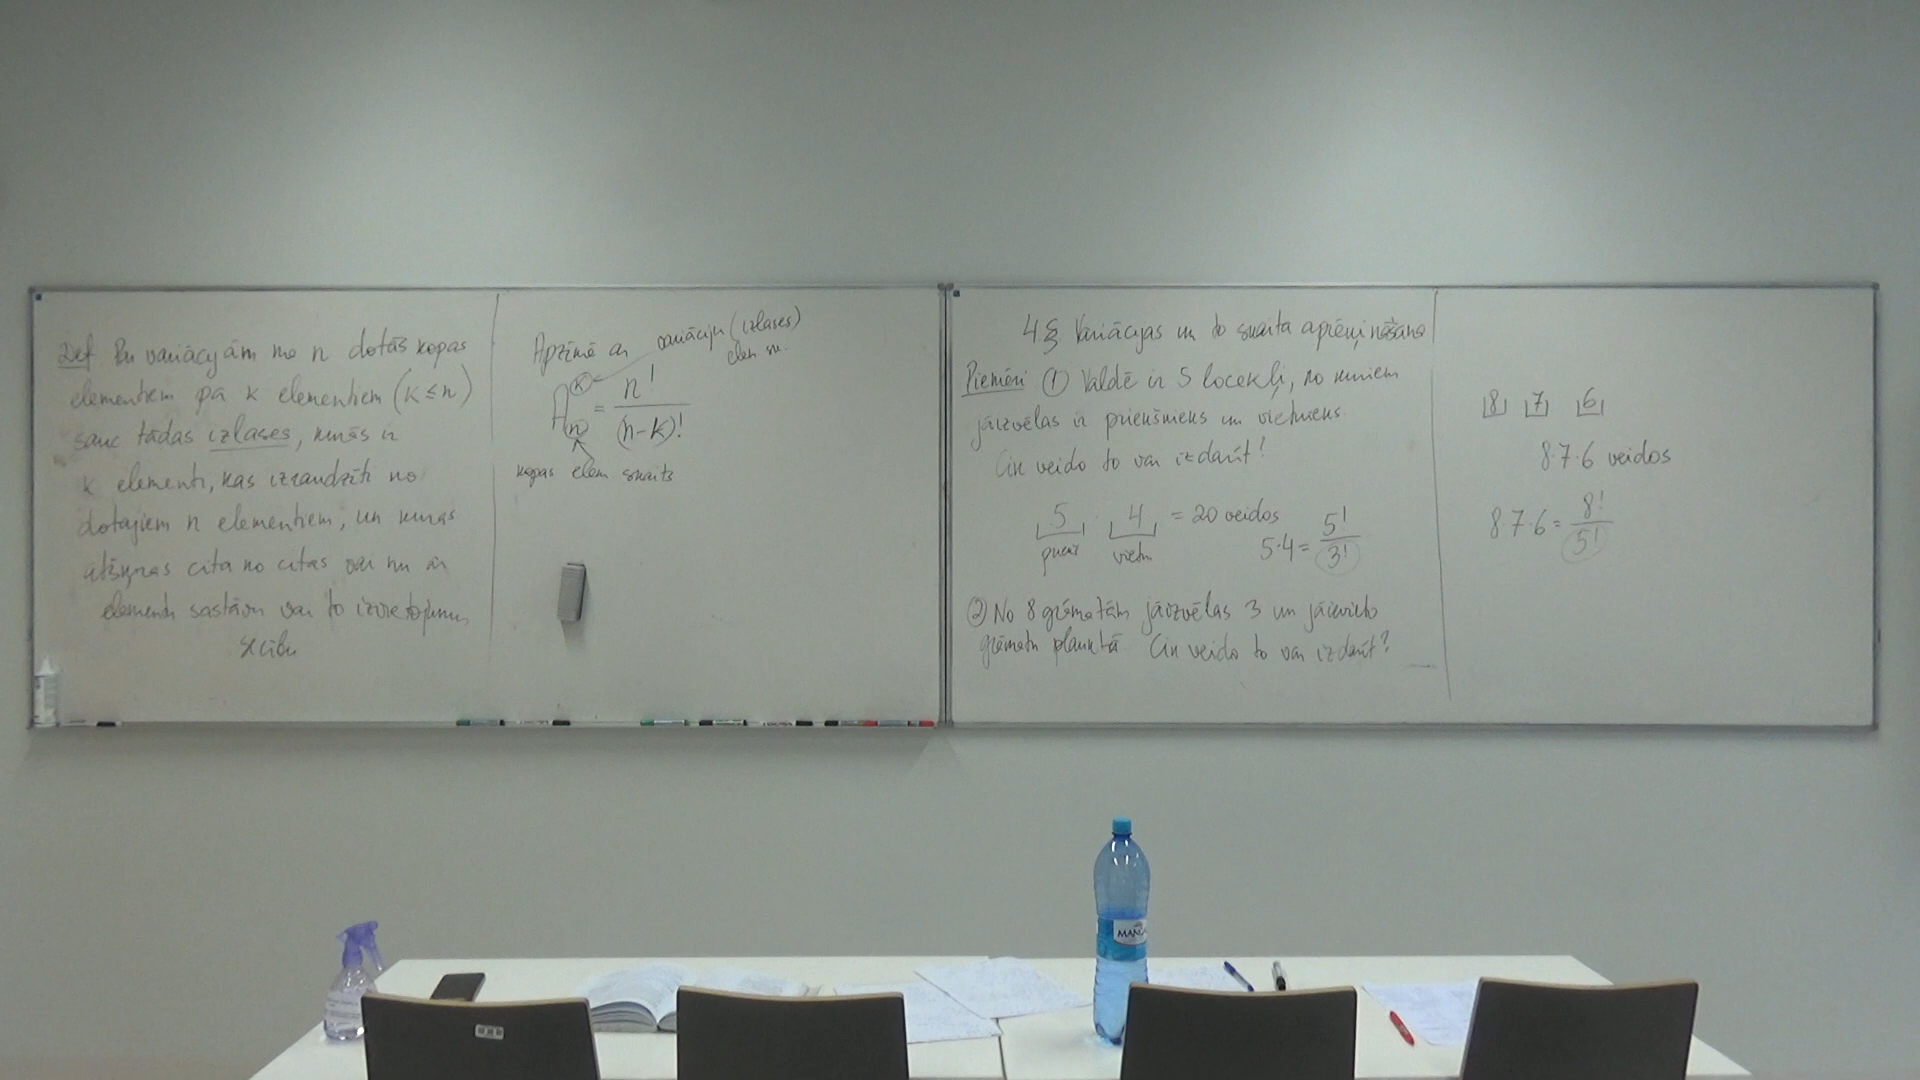 Def Par variācijām no n dotās kopas
elementiem pa k elementiem (k ≤ n)
sauc tādas izlases, kurās ir
k elementi, kas izraudzīti no
dotajiem n elementiem, un kuras
atšķiras cita no citas vai nu ar
elementu sastāvu vai to izvietojumu
secību
Apzīmē ar
variāciju (izlases)
elem sk.
A k n = n! / (n-k)!
kopas elem skaits
4§ Variācijas un to skaita aprēķināšana
Piemēri ① Valdē ir 5 locekļi, no kuriem
jāizvēlas ir priekšnieks un vietnieks.
Cik veidos to var izdarīt?
5 · 4 = 20 veidos
priekš vietn
5·4 = 5! / 3!
② No 8 grāmatām jāizvēlas 3 un jāizvieto
grāmatu plauktā. Cik veidos to var izdarīt?
8 7 6
8·7·6 veidos
8·7·6 = 8! / 5!